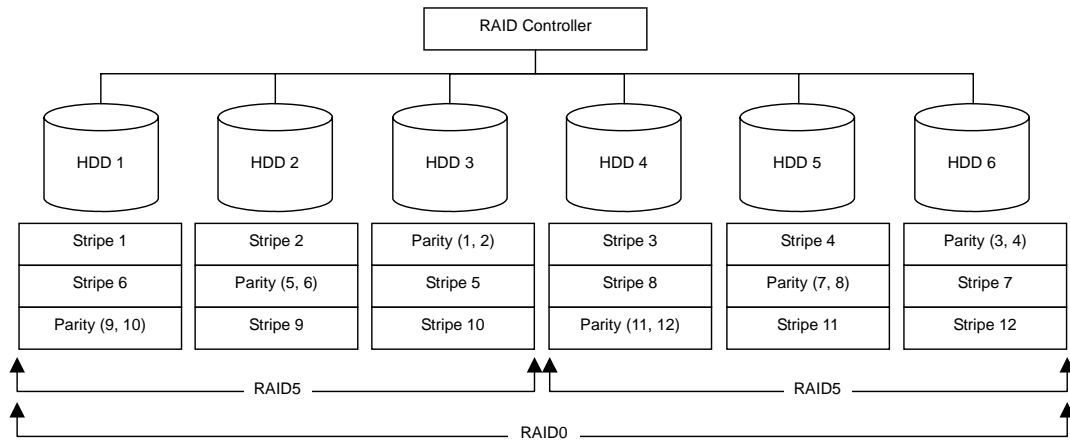 RAID Controller
HDD 1
HDD 2
HDD 3
HDD 4
HDD 5
HDD 6
Stripe 1
Stripe 2
Parity (1, 2)
Stripe 3
Stripe 4
Parity (3, 4)
Stripe 6
Parity (5, 6)
Stripe 5
Stripe 8
Parity (7, 8)
Stripe 7
Parity (9, 10)
Stripe 9
Stripe 10
Parity (11, 12)
Stripe 11
Stripe 12
RAID5
RAID5
RAID0